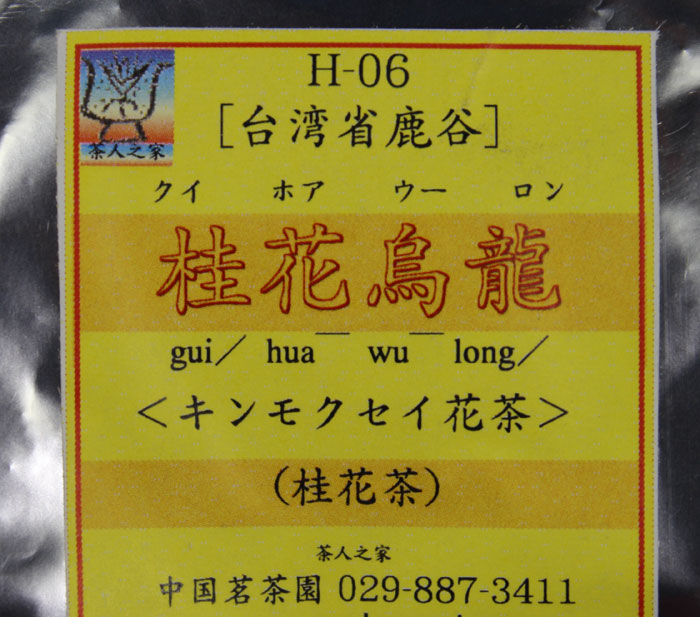 茶人之家
H-06
[台湾省鹿谷]
クイ ホア ウー ロン
桂花烏龍
gui／ hua￣ wu￣ long／
＜キンモクセイ花茶＞
(桂花茶)
茶人之家
中国茗茶園 029-887-3411